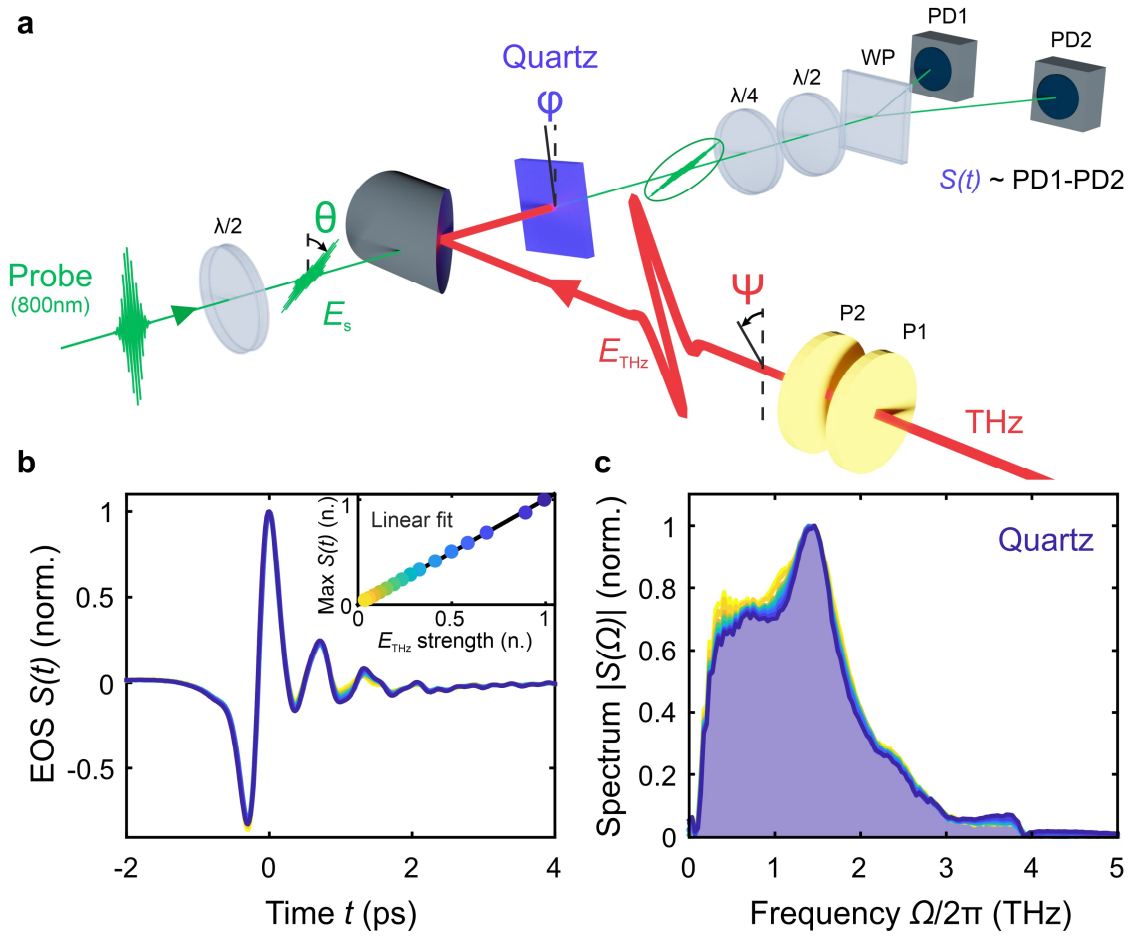 a
PD1
PD2
WP
Quartz
φ
λ/2
λ/4
S(t) ~ PD1-PD2
λ/2
θ
Probe
(800nm)
Es
Ψ
P2
P1
ETHz
THz
b
c
EOS S(t) (norm.)
1
0.5
0
-0.5
-2
0
2
4
Time t (ps)
Max S(t) (n.)
1
0
Linear fit
0
0.5
1
ETHz strength (n.)
Spectrum |S(Ω)| (norm.)
Quartz
1
0.8
0.6
0.4
0.2
0
0
1
2
3
4
5
Frequency Ω/2π (THz)